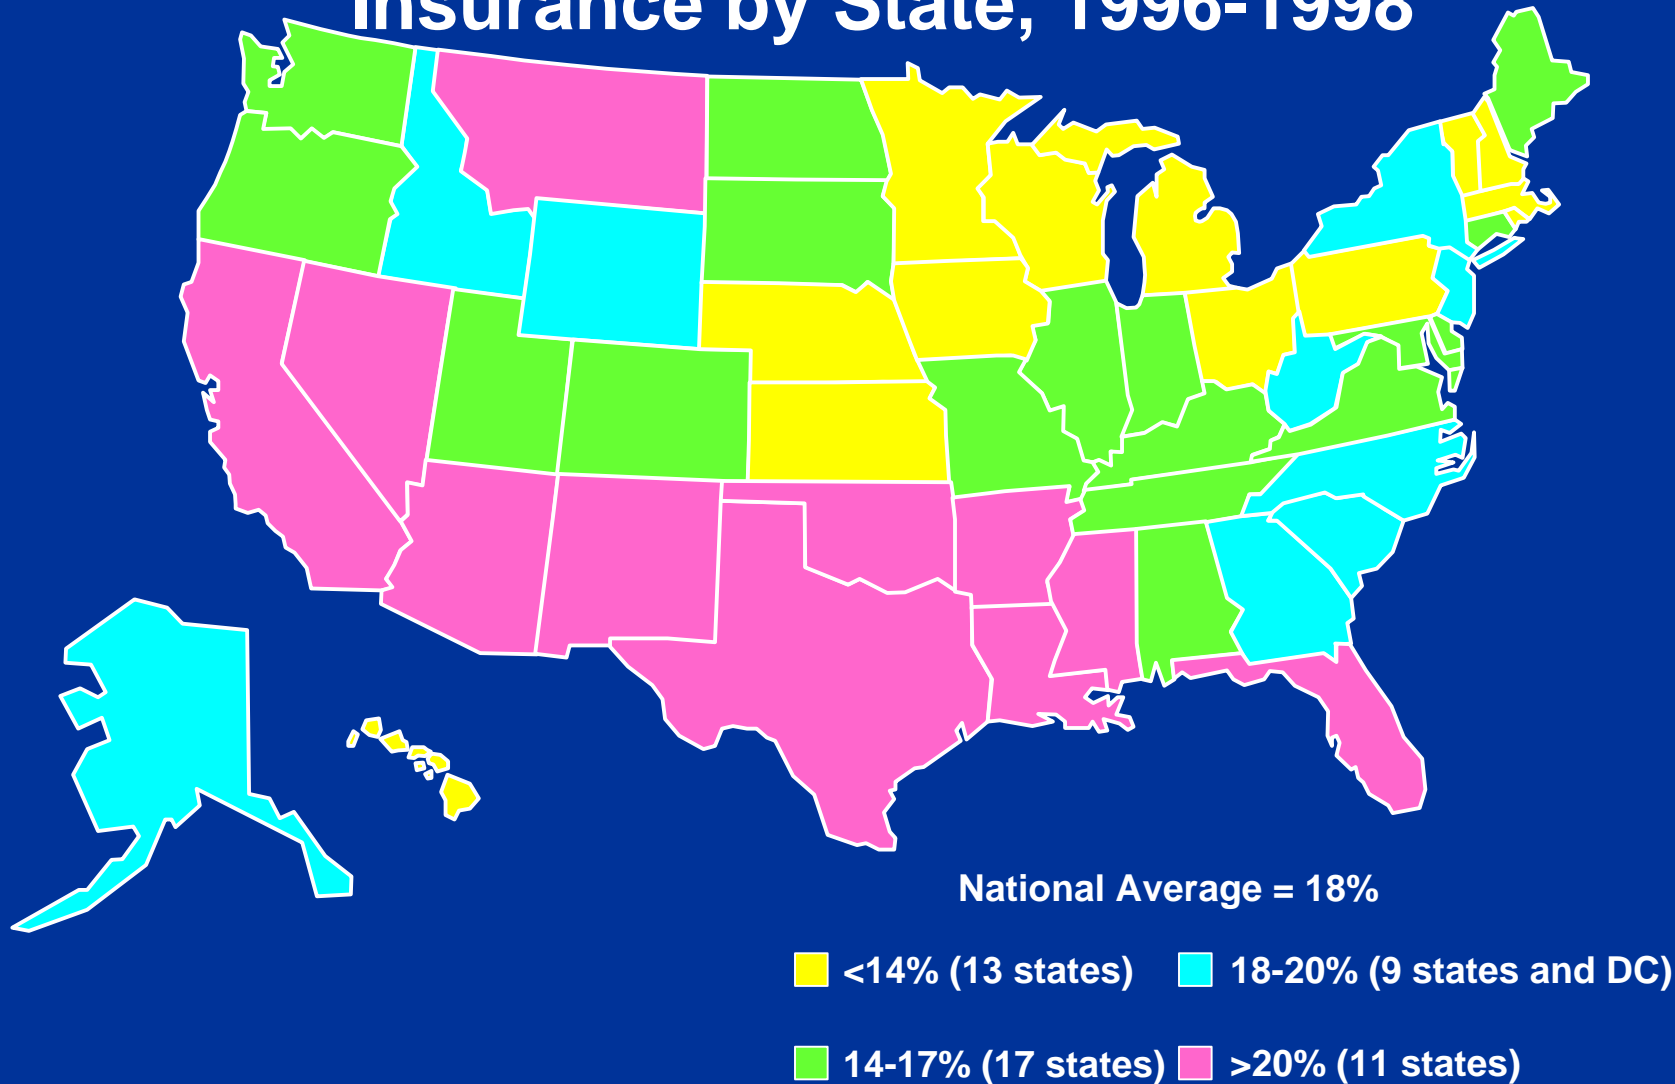 Insurance by State, 1996-1998
National Average = 18%
<14% (13 states)
18-20% (9 states and DC)
14-17% (17 states)
>20% (11 states)